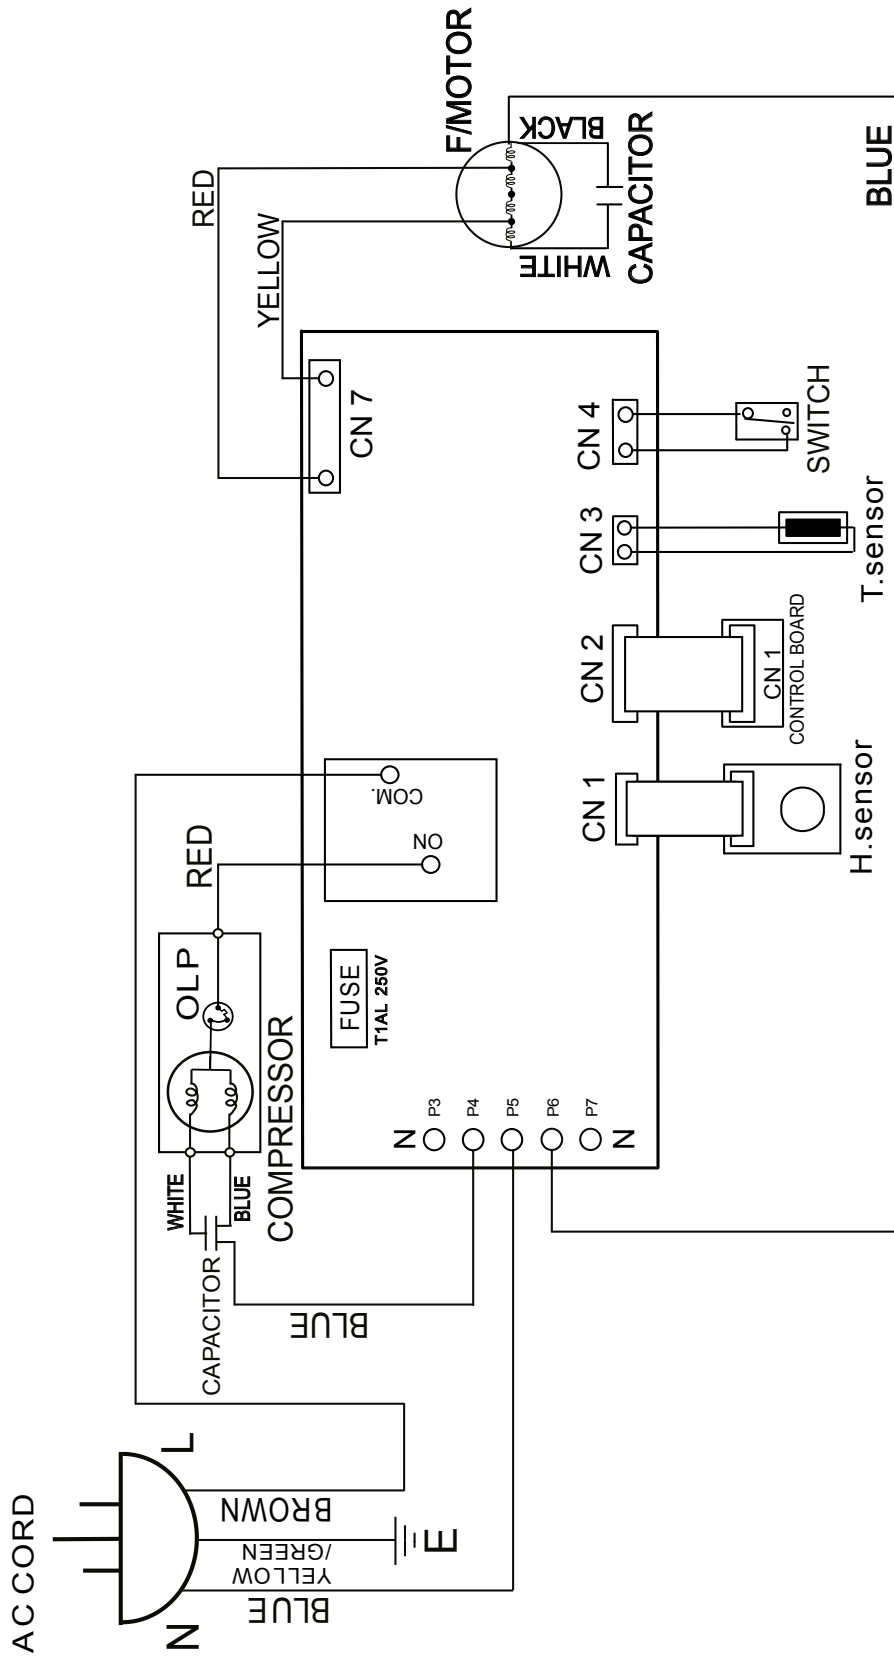 AC CORD
N
L
BROWN
YELLOW
/GREEN
BLUE
E
CAPACITOR
WHITE
BLUE
BLUE
COMPRESSOR
OLP
RED
COM.
NO
FUSE
T1AL 250V
N
P3
P4
P5
P6
P7
N
RED
YELLOW
CN 7
F/MOTOR
BLACK
WHITE
CAPACITOR
BLUE
CN 1
CN 2
CN 3
CN 4
H.sensor
CN 1
CONTROL BOARD
T.sensor
SWITCH